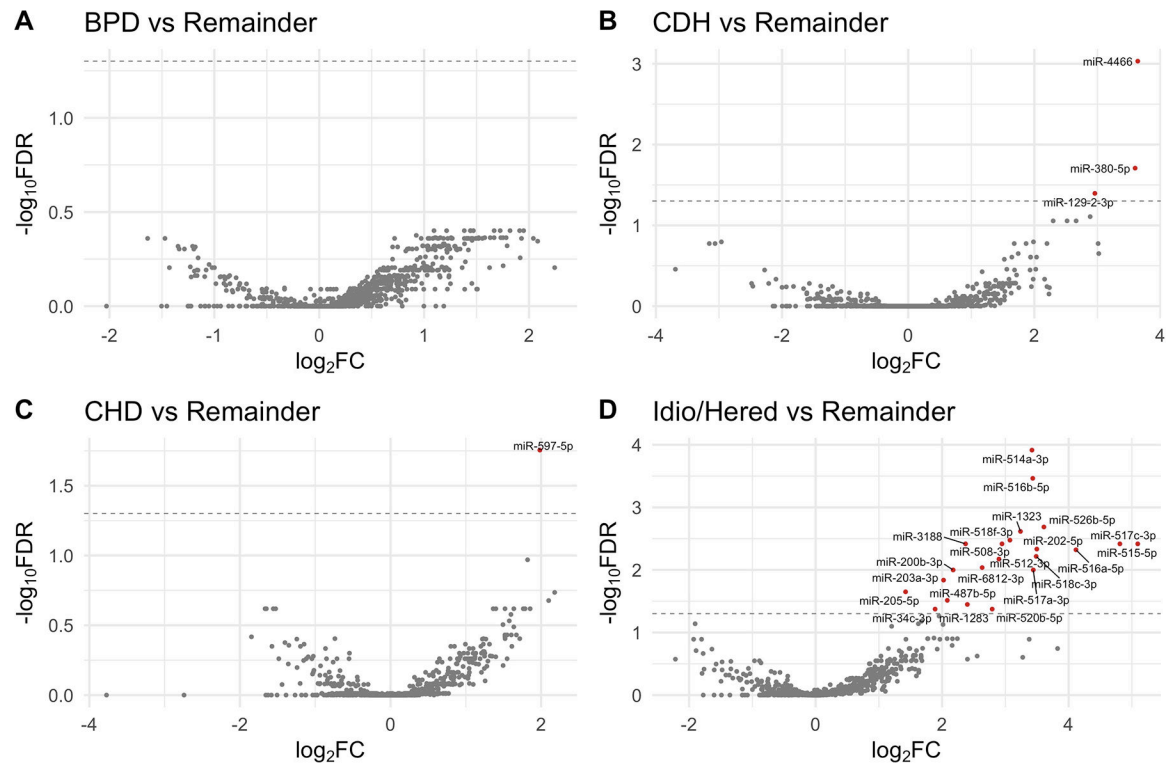 A BPD vs Remainder
-log10FDR
1.0
0.5
0.0
-2 -1 0 1 2
log2FC
B CDH vs Remainder
-log10FDR
3
2
1
0
miR-4466
miR-380-5p
miR-129-2-3p
-4 -2 0 2 4
log2FC
C CHD vs Remainder
-log10FDR
1.5
1.0
0.5
0.0
miR-597-5p
-4 -2 0 2
log2FC
D Idio/Hered vs Remainder
-log10FDR
4
3
2
1
0
miR-514a-3p
miR-516b-5p
miR-1323
miR-526b-5p
miR-3188
miR-518f-3p
miR-202-5p
miR-517c-3p
miR-508-3p
miR-515-5p
miR-200b-3p
miR-512-3p
miR-516a-5p
miR-203a-3p
miR-6812-3p
miR-518c-3p
miR-487b-5p
miR-205-5p
miR-517a-3p
miR-34c-3p
miR-1283
miR-520b-5p
-2 0 2 4
log2FC